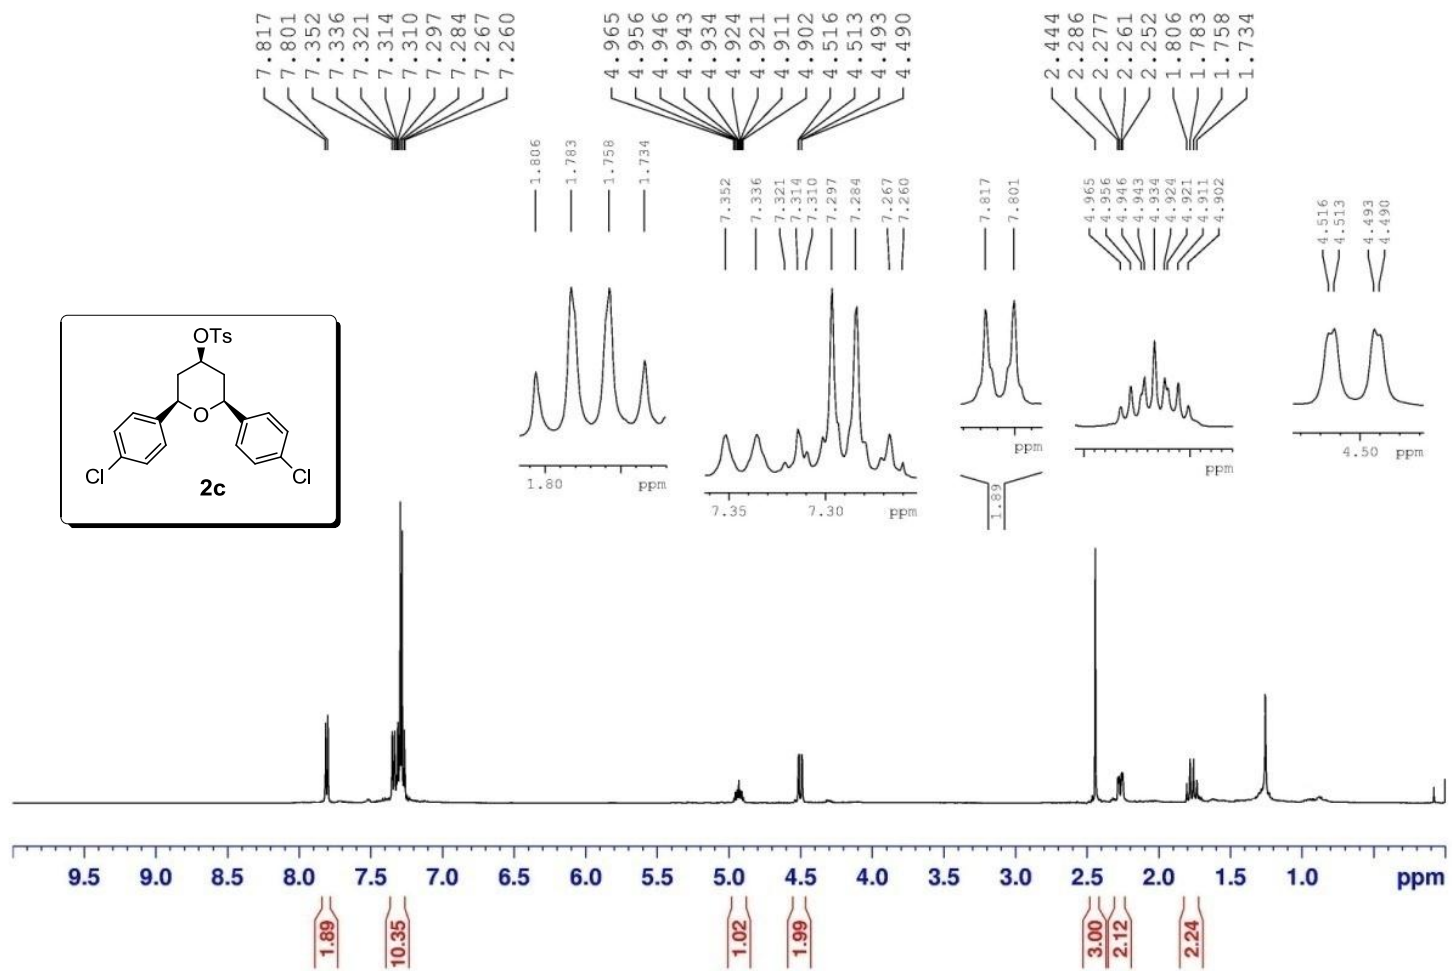 7.817 7.801 7.352 7.336 7.321 7.314 7.310 7.297 7.284 7.267 7.260
4.965 4.956 4.946 4.943 4.934 4.924 4.921 4.911 4.902 4.516 4.513 4.493 4.490
2.444 2.286 2.277 2.261 2.252 1.806 1.783 1.758 1.734
1.806 1.783 1.758 1.734
7.352 7.336 7.321 7.314 7.310 7.297 7.284 7.267 7.260
7.817 7.801
4.965 4.956 4.946 4.943 4.934 4.924 4.921 4.911 4.902
4.516 4.513 4.493 4.490
OTs
O
Cl
Cl
2c
1.80 ppm
7.35 7.30 ppm
ppm
1.89
ppm
4.50 ppm
9.5 9.0 8.5 8.0 7.5 7.0 6.5 6.0 5.5 5.0 4.5 4.0 3.5 3.0 2.5 2.0 1.5 1.0 ppm
1.89 10.35 1.02 1.99 3.00 2.12 2.24